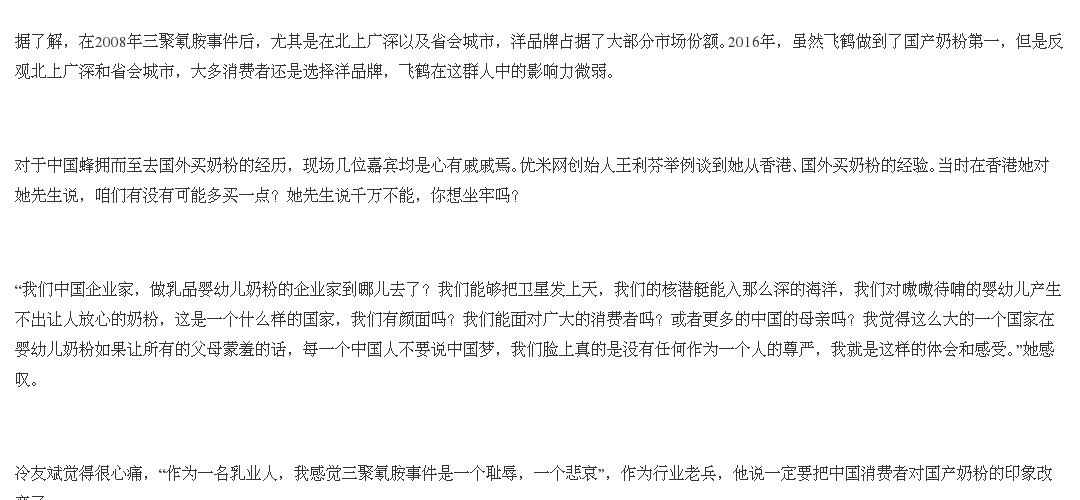 据了解，在2008年三聚氰胺事件后，尤其是在北上广深以及省会城市，洋品牌占据了大部分市场份额。2016年，虽然飞鹤做到了国产奶粉第一，但是反
观北上广深和省会城市，大多消费者还是选择洋品牌，飞鹤在这群人中的影响力微弱。
对于中国蜂拥而至去国外买奶粉的经历，现场几位嘉宾均是心有戚戚焉。优米网创始人王利芬举例谈到她从香港、国外买奶粉的经验。当时在香港她对
她先生说，咱们有没有可能多买一点？她先生说千万不能，你想坐牢吗？
“我们中国企业家，做乳品婴幼儿奶粉的企业家到哪儿去了？我们能够把卫星发上天，我们的核潜艇能入那么深的海洋，我们对嗷嗷待哺的婴幼儿产生
不出让人放心的奶粉，这是一个什么样的国家，我们有颜面吗？我们能面对广大的消费者吗？或者更多的中国的母亲吗？我觉得这么大的一个国家在
婴幼儿奶粉如果让所有的父母蒙羞的话，每一个中国人不要说中国梦，我们脸上真的是没有任何作为一个人的尊严，我就是这样的体会和感受。”她感
叹。
冷友斌觉得很心痛，“作为一名乳业人，我感觉三聚氰胺事件是一个耻辱，一个悲哀”，作为行业老兵，他说一定要把中国消费者对国产奶粉的印象改